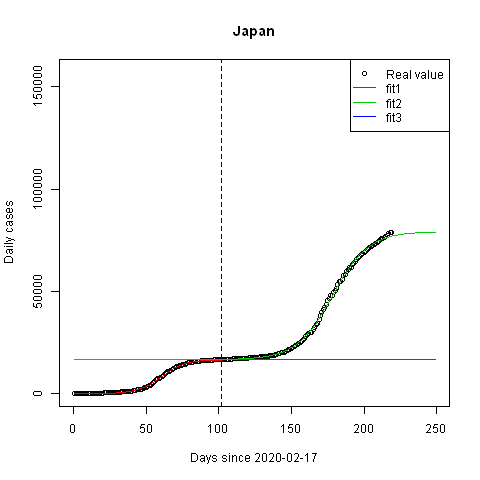 Japan
Daily cases
150000
100000
50000
0
Real value
fit1
fit2
fit3
0 50 100 150 200 250
Days since 2020-02-17